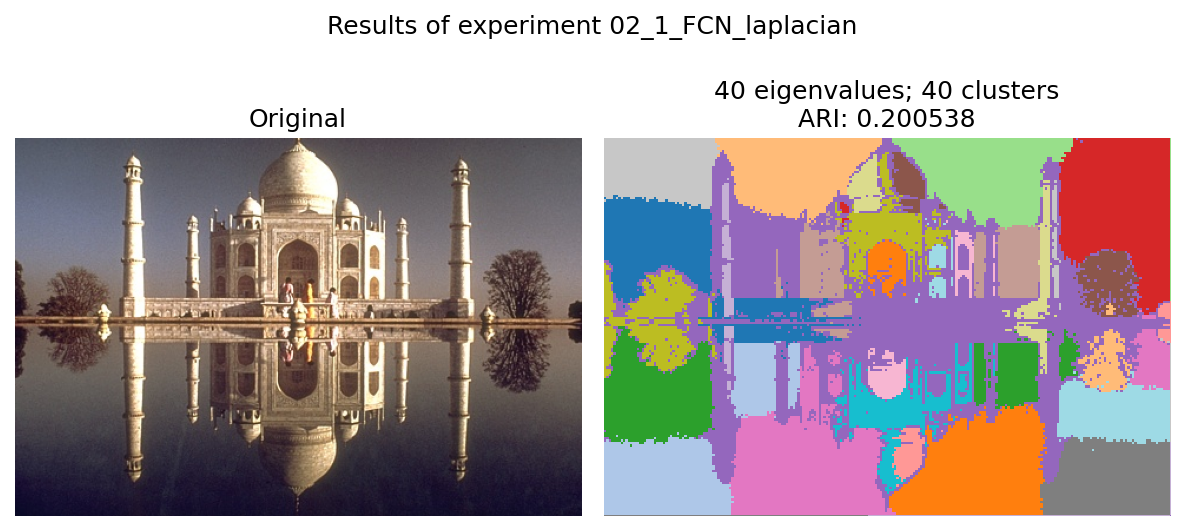 Results of experiment 02_1_FCN_laplacian
Original
40 eigenvalues; 40 clusters
ARI: 0.200538